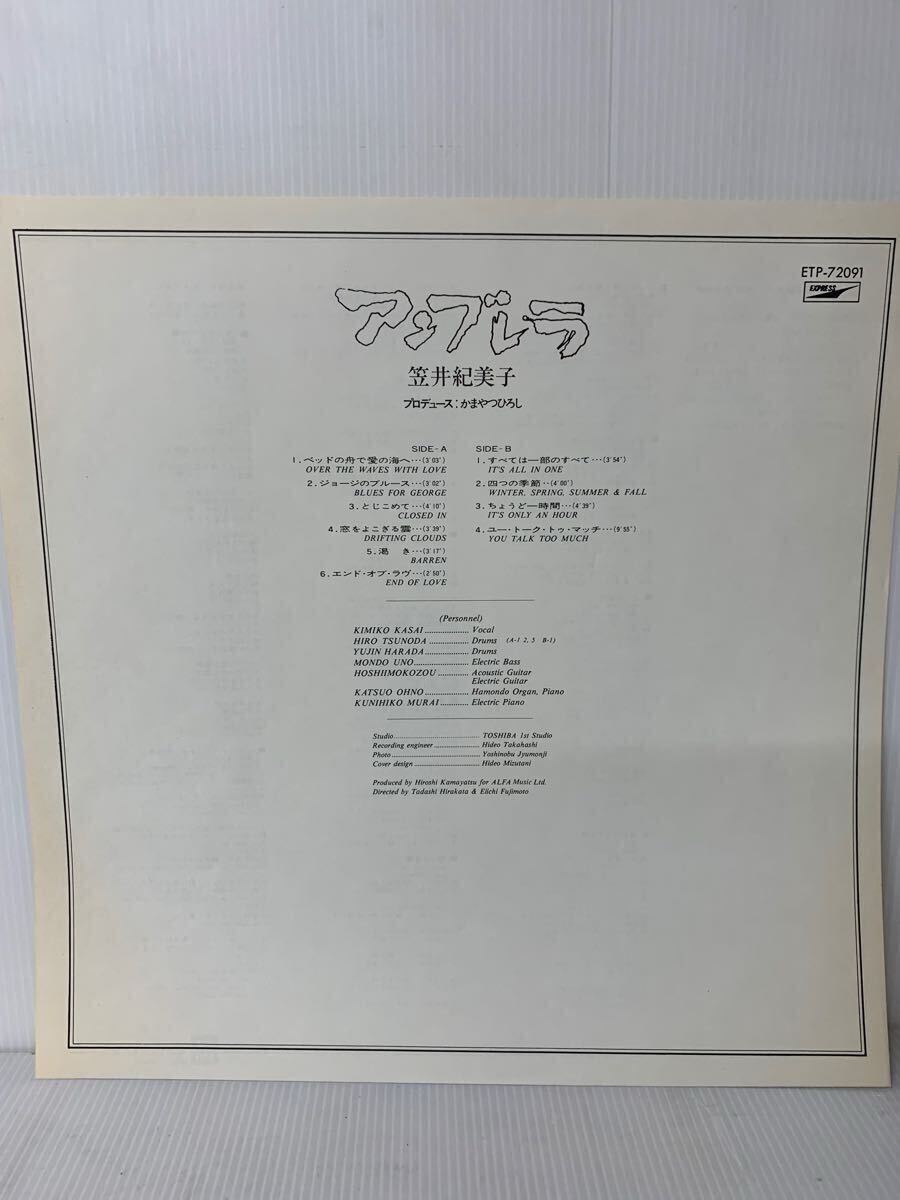 ETP-72091
EXPRESS
アンブレラ
笠井紀美子
プロデュース:かまやつひろし
SIDE-A
1.ベッドの舟で愛の海へ…(3'03")
OVER THE WAVES WITH LOVE
2.ジョージのブルース…(3'02")
BLUES FOR GEORGE
3.とじこめて…(4'10")
CLOSED IN
4.窓をよこぎる雲…(3'39")
DRIFTING CLOUDS
5.渇 き…(3'17")
BARREN
6.エンド・オブ・ラヴ…(2'50")
END OF LOVE
SIDE-B
1.すべては一部のすべて…(3'54")
IT'S ALL IN ONE
2.四つの季節‥(4'00")
WINTER, SPRING, SUMMER & FALL
3.ちょうど一時間…(4'39")
IT'S ONLY AN HOUR
4.ユー・トーク・トゥ・マッチ…(9'55")
YOU TALK TOO MUCH
(Personnel)
KIMIKO KASAI....................Vocal
HIRO TSUNODA..................Drums (A-1 2, 5 B-1)
YUJIN HARADA....................Drums
MONDO UNO.........................Electric Bass
HOSHIIMOKOZOU..............Acoustic Guitar
Electric Guitar
KATSUO OHNO....................Hamondo Organ, Piano
KUNIHIKO MURAI.............Electric Piano
Studio........................................TOSHIBA 1st Studio
Recording engineer.....................Hideo Takahashi
Photo.........................................Yoshinobu Jyumonji
Cover design...............................Hideo Mizutani
Produced by Hiroshi Kamayatsu for ALFA Music Ltd.
Directed by Tadashi Hirakata & Eiichi Fujimoto